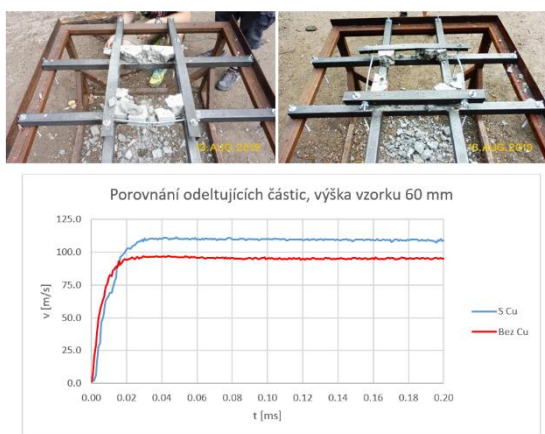 13.AUG.2019
13.AUG.2019
Porovnání odeltujících částic, výška vzorku 60 mm
125.0
100.0
75.0
50.0
25.0
0.0
v [m/s]
0.00 0.02 0.04 0.06 0.08 0.10 0.12 0.14 0.16 0.18 0.20
t [ms]
S Cu
Bez Cu